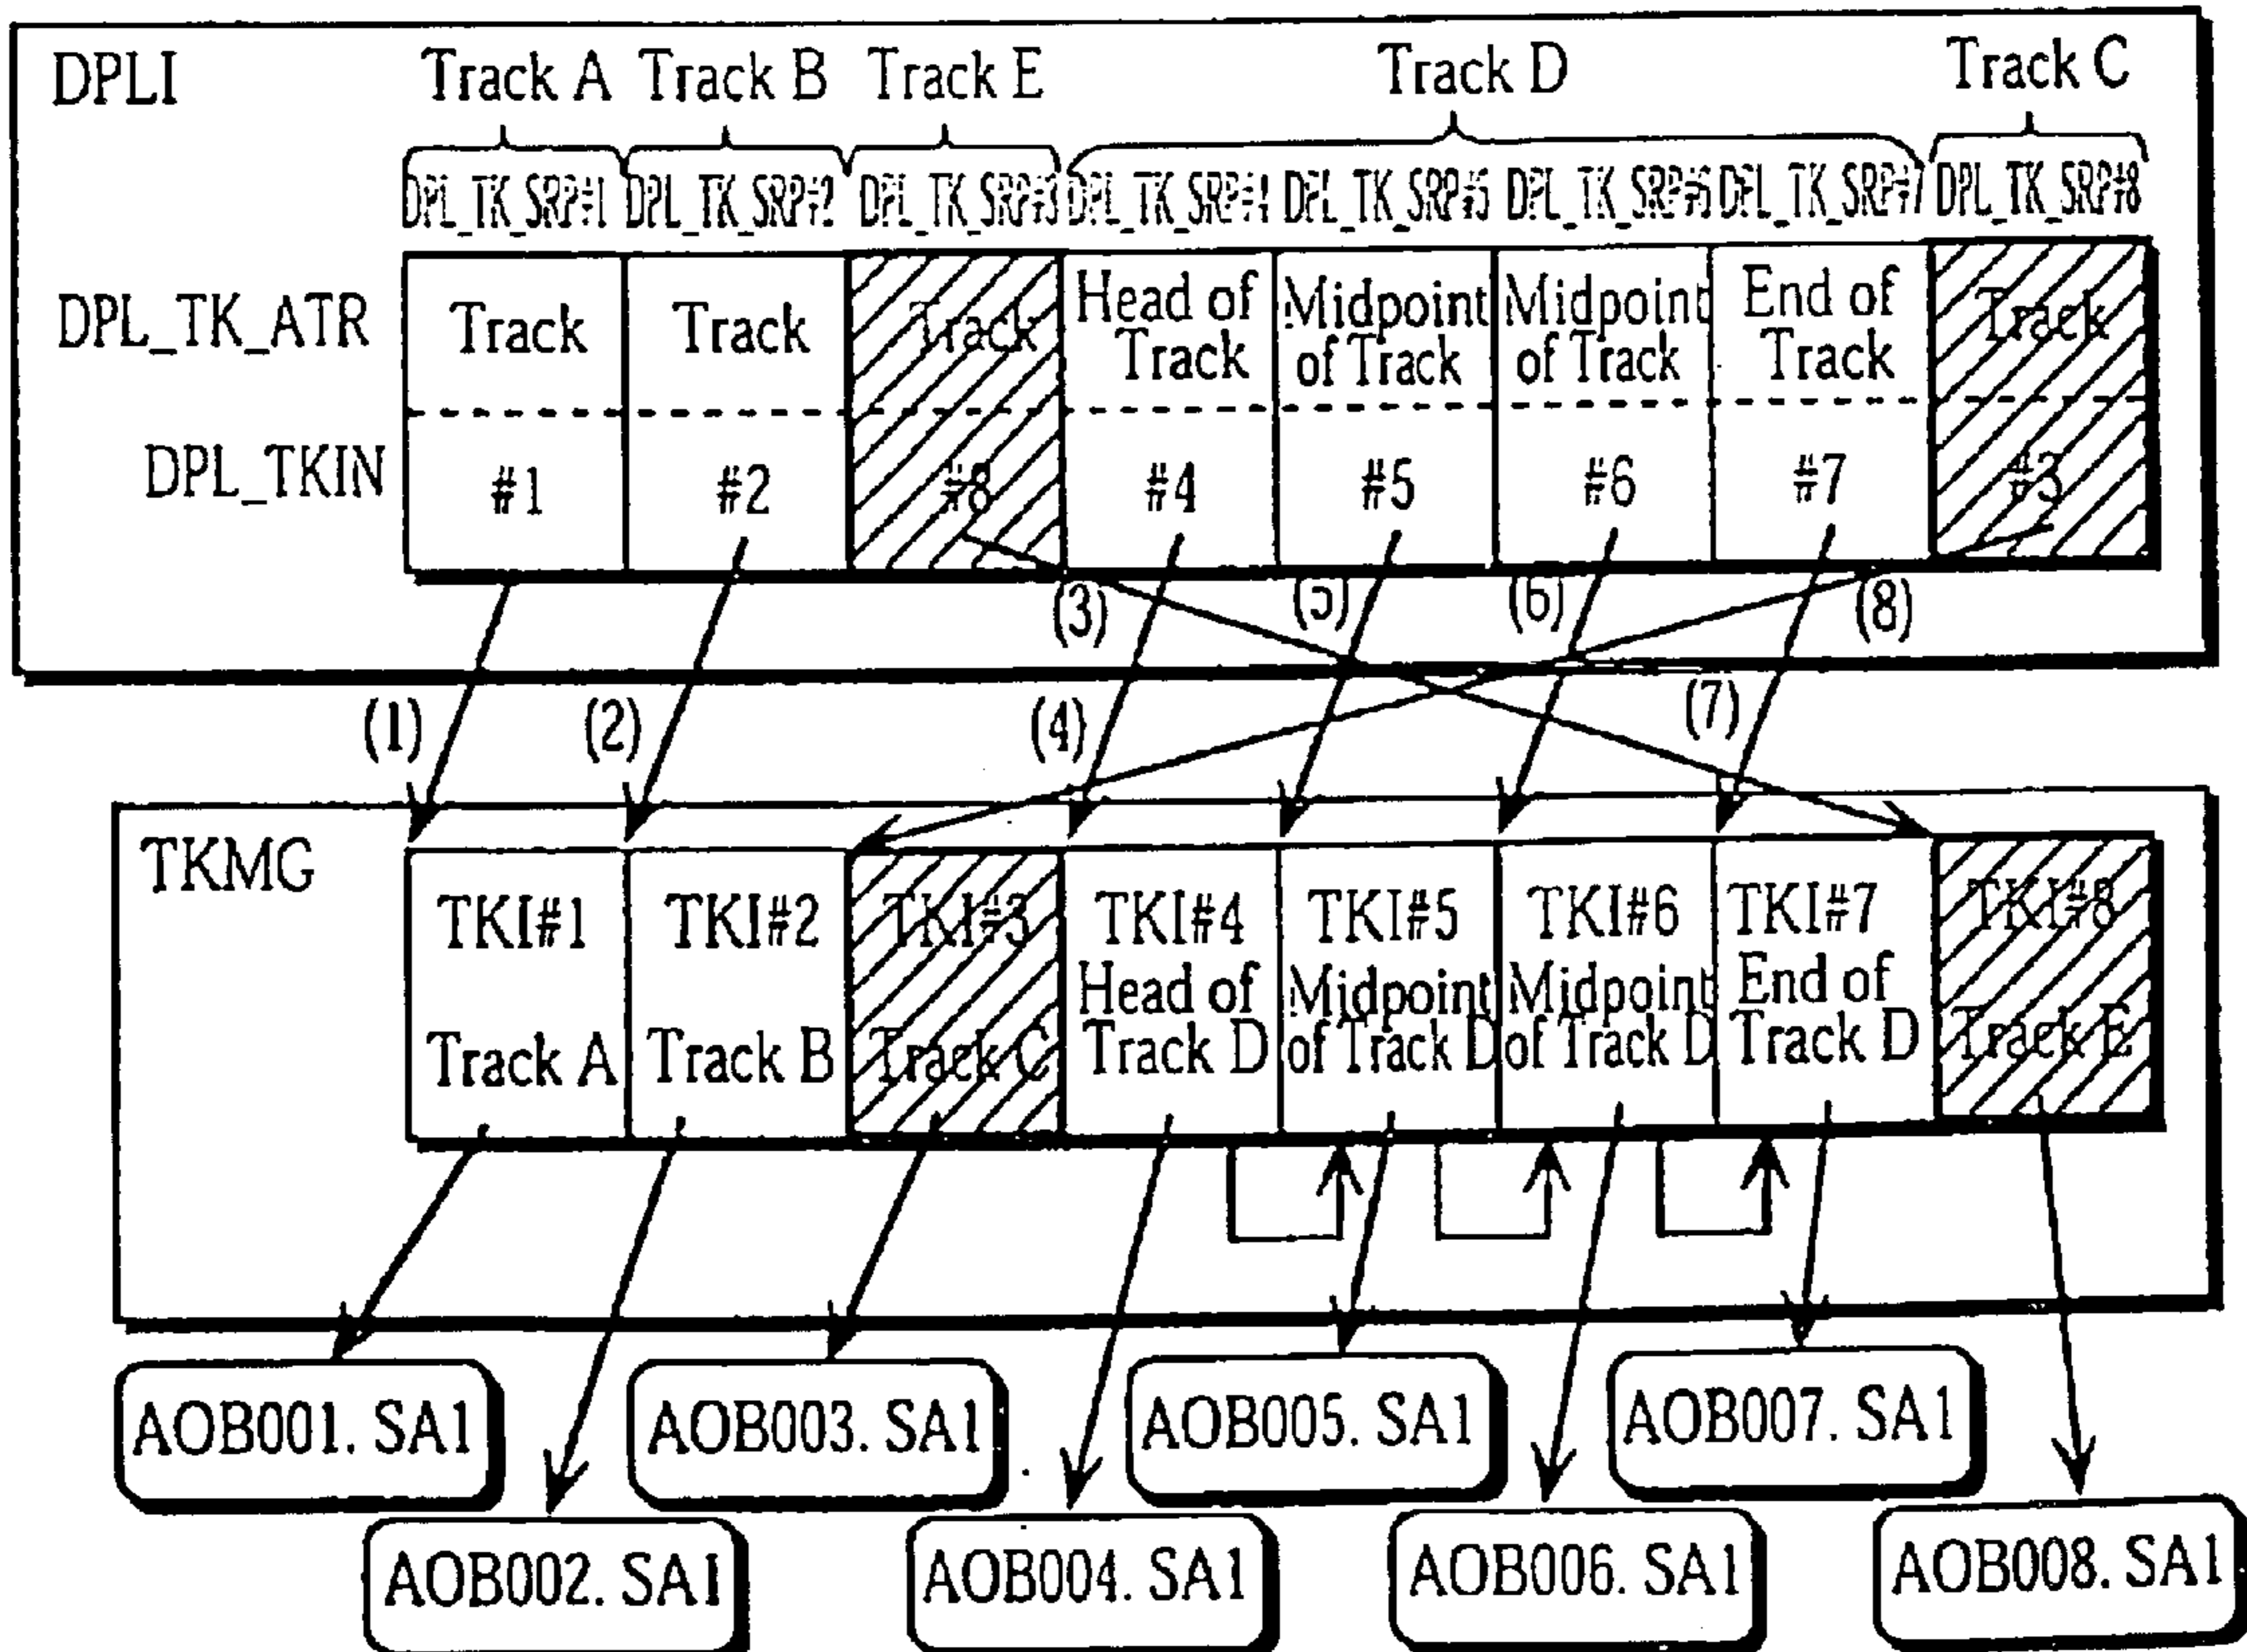 DPLI
Track A Track B Track E Track D Track C
DPL_TK_SRP#1 DPL_TK_SRP#2 DPL_TK_SRP#3 DPL_TK_SRP#4 DPL_TK_SRP#5 DPL_TK_SRP#6 DPL_TK_SRP#7 DPL_TK_SRP#8
DPL_TK_ATR
Track
Track
Track
Head of
Track
Midpoint
of Track
Midpoint
of Track
End of
Track
Track
DPL_TKIN
#1 #2 #8 #4 #5 #6 #7 #3
(3) (5) (6) (8)
(1) (2) (4) (7)
TKMG
TKI#1
Track A
TKI#2
Track B
TKI#3
Track C
TKI#4
Head of
Track D
TKI#5
Midpoint
of Track D
TKI#6
Midpoint
of Track D
TKI#7
End of
Track D
TKI#8
Track E
AOB001. SA1
AOB003. SA1
AOB005. SA1
AOB007. SA1
AOB002. SA1
AOB004. SA1
AOB006. SA1
AOB008. SA1